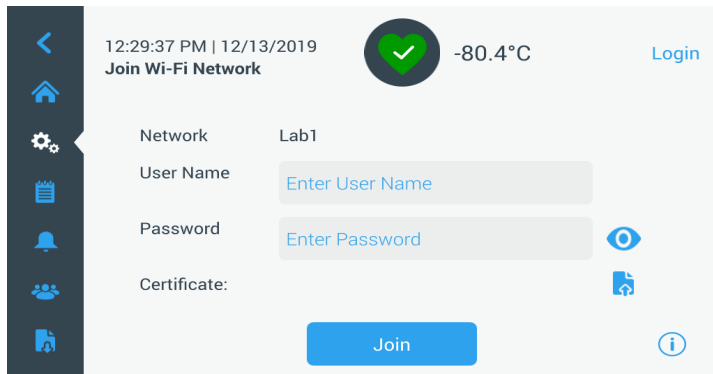 12:29:37 PM | 12/13/2019
Join Wi-Fi Network
-80.4°C
Login
Network Lab1
User Name Enter User Name
Password Enter Password
Certificate:
Join